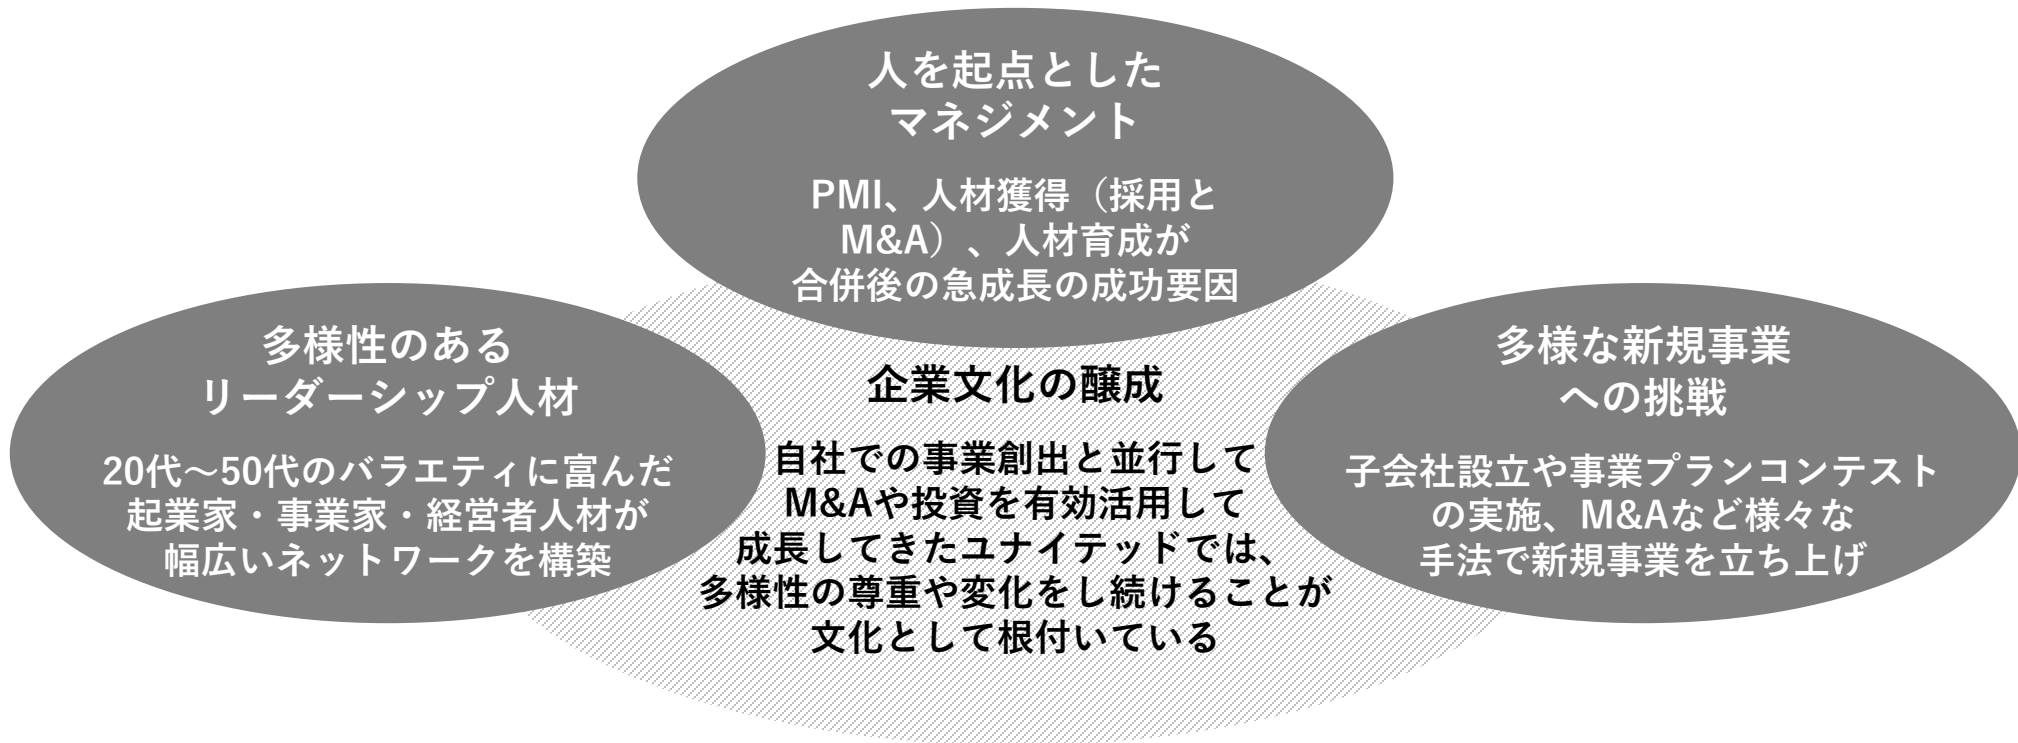 人を起点とした
マネジメント
PMI、人材獲得（採用と
M&A）、人材育成が
合併後の急成長の成功要因
多様性のある
リーダーシップ人材
20代～50代のバラエティに富んだ
起業家・事業家・経営者人材が
幅広いネットワークを構築
企業文化の醸成
自社での事業創出と並行して
M&Aや投資を有効活用して
成長してきたユナイテッドでは、
多様性の尊重や変化をし続けることが
文化として根付いている
多様な新規事業
への挑戦
子会社設立や事業プランコンテスト
の実施、M&Aなど様々な
手法で新規事業を立ち上げ